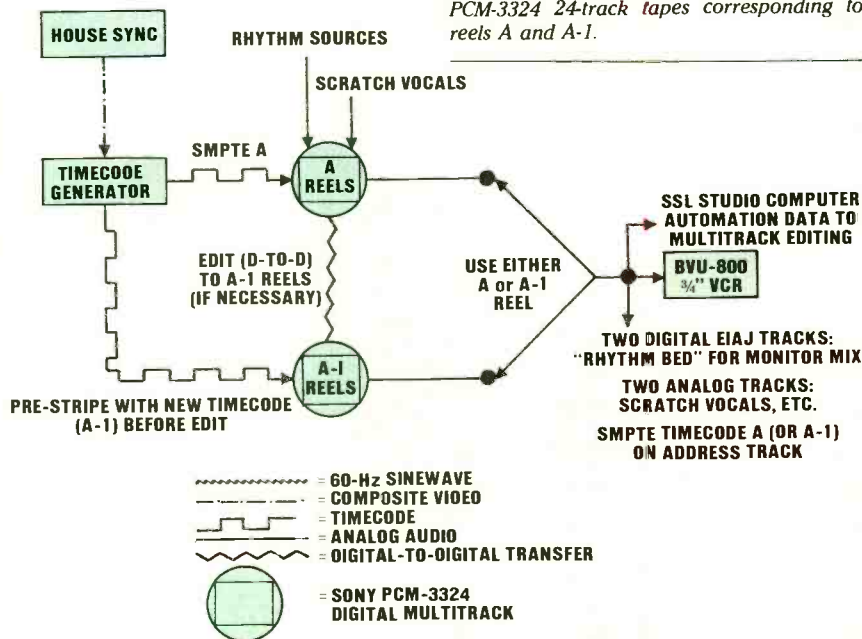 PCM-3324 24-track tapes corresponding to
reels A and A-1.
HOUSE SYNC
RHYTHM SOURCES
SCRATCH VOCALS
TIMECODE
GENERATOR
SMPTE A
A
REELS
EDIT (D-TO-D)
TO A-1 REELS
(IF NECESSARY)
USE EITHER
A or A-1
REEL
SSL STUDIO COMPUTER
AUTOMATION DATA TO
MULTITRACK EDITING
BVU-800
¾" VCR
A-1
REELS
PRE-STRIPE WITH NEW TIMECODE
(A-1) BEFORE EDIT
TWO DIGITAL EIAJ TRACKS:
"RHYTHM BED" FOR MONITOR MIX
TWO ANALOG TRACKS:
SCRATCH VOCALS, ETC.
SMPTE TIMECODE A (OR A-1)
ON ADDRESS TRACK
= 60-Hz SINEWAVE
= COMPOSITE VIDEO
= TIMECODE
= ANALOG AUDIO
= DIGITAL-TO-DIGITAL TRANSFER
= SONY PCM-3324
DIGITAL MULTITRACK